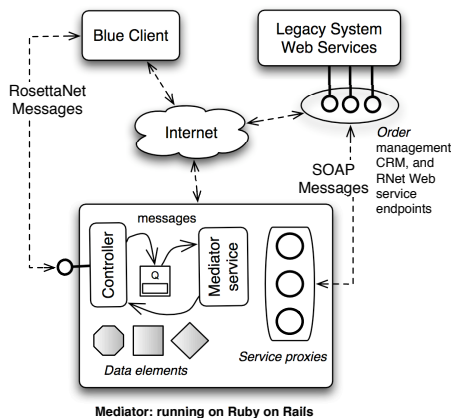 Blue Client
Legacy System
Web Services
RosettaNet
Messages
Internet
Order
management
CRM, and
RNet Web
service
endpoints
SOAP
Messages
messages
Controller
Q
Mediator
service
Data elements
Service proxies
Mediator: running on Ruby on Rails